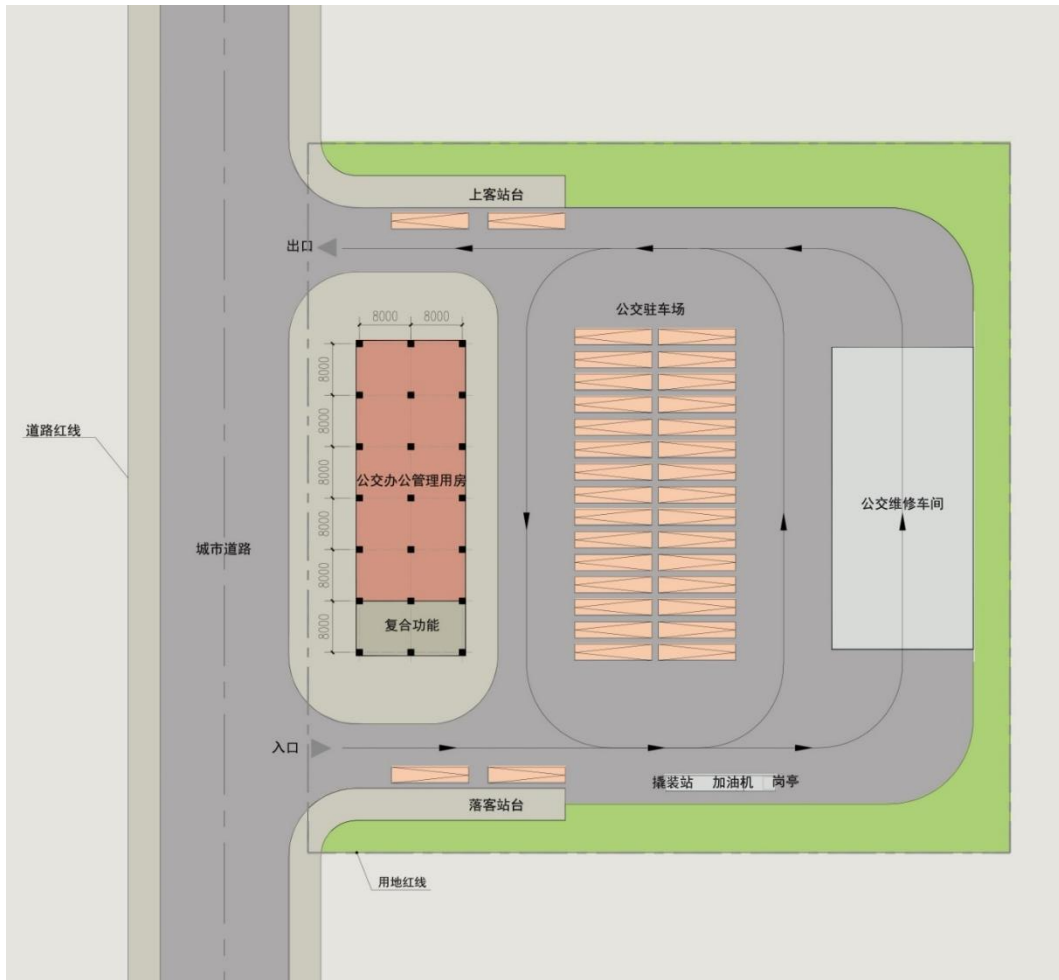 上客站台
出口
8000
8000
公交驻车场
8000
8000
8000
8000
8000
8000
道路红线
公交办公管理用房
公交维修车间
城市道路
复合功能
入口
撬装站
加油机
岗亭
落客站台
用地红线